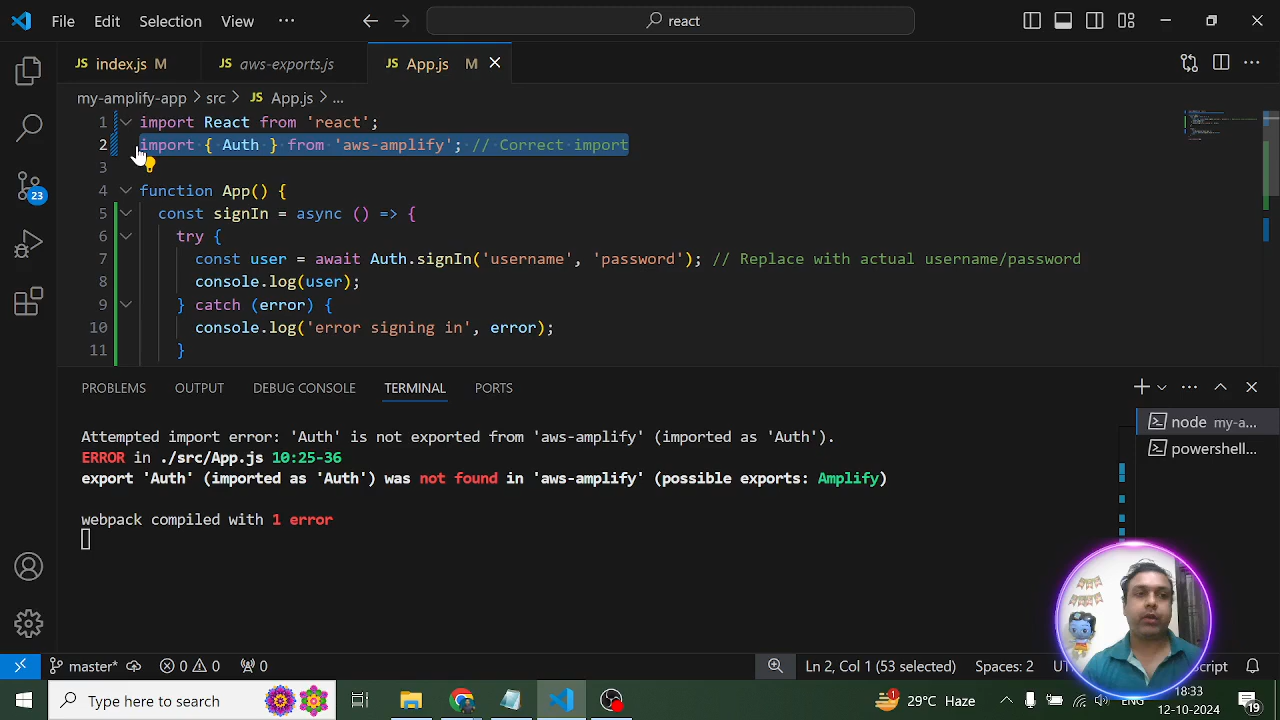 File Edit Selection View ··· react
JS index.js M JS aws-exports.js JS App.js M
my-amplify-app > src > JS App.js > ...
1 import React from 'react';
2 import { Auth } from 'aws-amplify'; // Correct import
3
4 function App() {
5 const signIn = async () => {
6 try {
7 const user = await Auth.signIn('username', 'password'); // Replace with actual username/password
8 console.log(user);
9 } catch (error) {
10 console.log('error signing in', error);
11 }
23
PROBLEMS OUTPUT DEBUG CONSOLE TERMINAL PORTS
Attempted import error: 'Auth' is not exported from 'aws-amplify' (imported as 'Auth').
ERROR in ./src/App.js 10:25-36
export 'Auth' (imported as 'Auth') was not found in 'aws-amplify' (possible exports: Amplify)
webpack compiled with 1 error
node my-a...
powershell...
master* 0 0 0 Ln 2, Col 1 (53 selected) Spaces: 2
Type here to search 1 29°C Haze ENG 18:33
12-10-2024 19